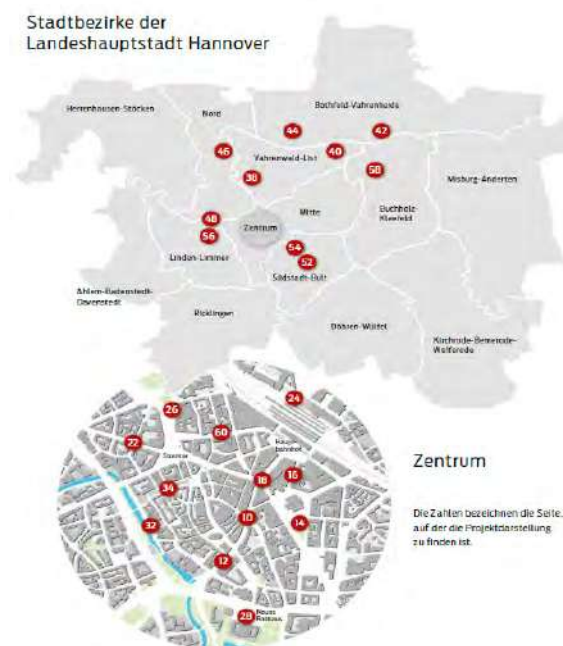 Stadtbezirke der
Landeshauptstadt Hannover
Herrenhausen-Stöcken
Nord
Bothfeld-Vahrenheide
44
42
46
Vahrenwald-List
40
38
58
Misburg-Anderten
Buchholz-
Kleefeld
48
Mitte
56
Zentrum
54
Linden-Limmer
52
Südstadt-Bult
Ahlem-Badenstedt-
Davenstedt
Ricklingen
Döhren-Wülfel
Kirchrode-Bemerode-
Wülferode
24
26
60
22
Steintor
Haupt-
bahnhof
18
16
34
10
14
32
12
28
Neues
Rathaus
Zentrum
Die Zahlen bezeichnen die Seite,
auf der die Projektdarstellung
zu finden ist.